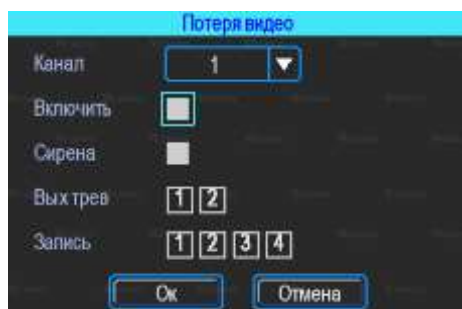 Потеря видео
Канал 1
Включить
Сирена
Вых трев 1 2
Запись 1 2 3 4
Ок Отмена